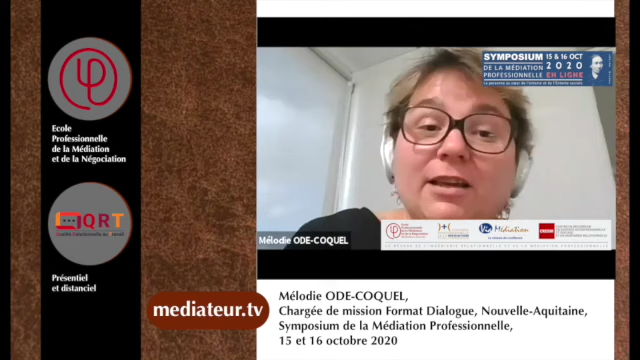 Ecole
Professionnelle
de la Médiation
et de la Négociation
QRT
Présentiel
et distanciel
SYMPOSIUM 15 & 16 OCT
DE LA MÉDIATION 2020
PROFESSIONNELLE EN LIGNE
Médiation
Mélodie ODE-COQUEL
mediateur.tv
Mélodie ODE-COQUEL,
Chargée de mission Format Dialogue, Nouvelle-Aquitaine,
Symposium de la Médiation Professionnelle,
15 et 16 octobre 2020